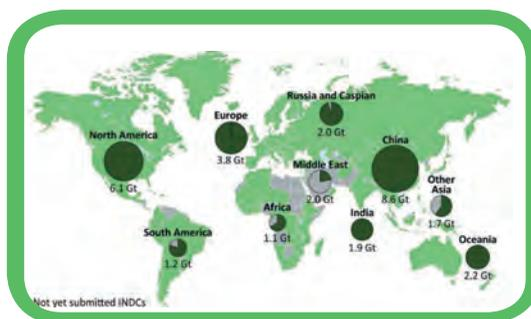 Russia and Caspian
2.0 Gt
Europe
3.8 Gt
North America
6.1 Gt
China
8.6 Gt
Middle East
2.0 Gt
Other
Asia
1.7 Gt
Africa
1.1 Gt
India
1.9 Gt
South America
1.2 Gt
Oceania
2.2 Gt
Not yet submitted INDCs